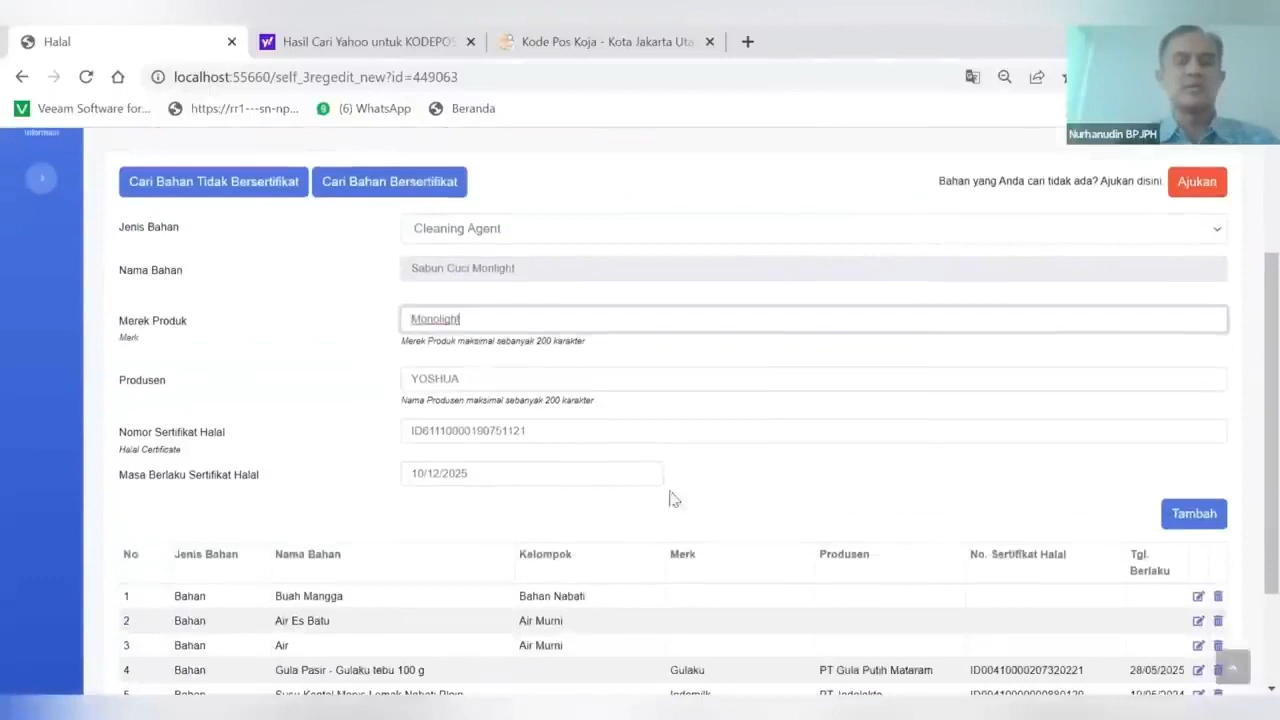 Halal
Hasil Cari Yahoo untuk KODEPOS
Kode Pos Koja - Kota Jakarta Uta
localhost:55660/self_3regedit_new?id=449063
Veeam Software for...
https://rr1---sn-np...
(6) WhatsApp
Beranda
Nurhanudin BPJPH
Informasi
Cari Bahan Tidak Bersertifikat
Cari Bahan Bersertifikat
Bahan yang Anda cari tidak ada? Ajukan disini
Ajukan
Jenis Bahan
Cleaning Agent
Nama Bahan
Sabun Cuci Monlight
Merek Produk
Monolight
Merk
Merek Produk maksimal sebanyak 200 karakter
Produsen
YOSHUA
Nama Produsen maksimal sebanyak 200 karakter
Nomor Sertifikat Halal
ID61110000190751121
Halal Certificate
Masa Berlaku Sertifikat Halal
10/12/2025
Tambah
No Jenis Bahan Nama Bahan Kelompok Merk Produsen No. Sertifikat Halal Tgl. Berlaku
1 Bahan Buah Mangga Bahan Nabati
2 Bahan Air Es Batu Air Murni
3 Bahan Air Air Murni
4 Bahan Gula Pasir - Gulaku tebu 100 g Gulaku PT Gula Putih Mataram ID00410000207320221 28/05/2025